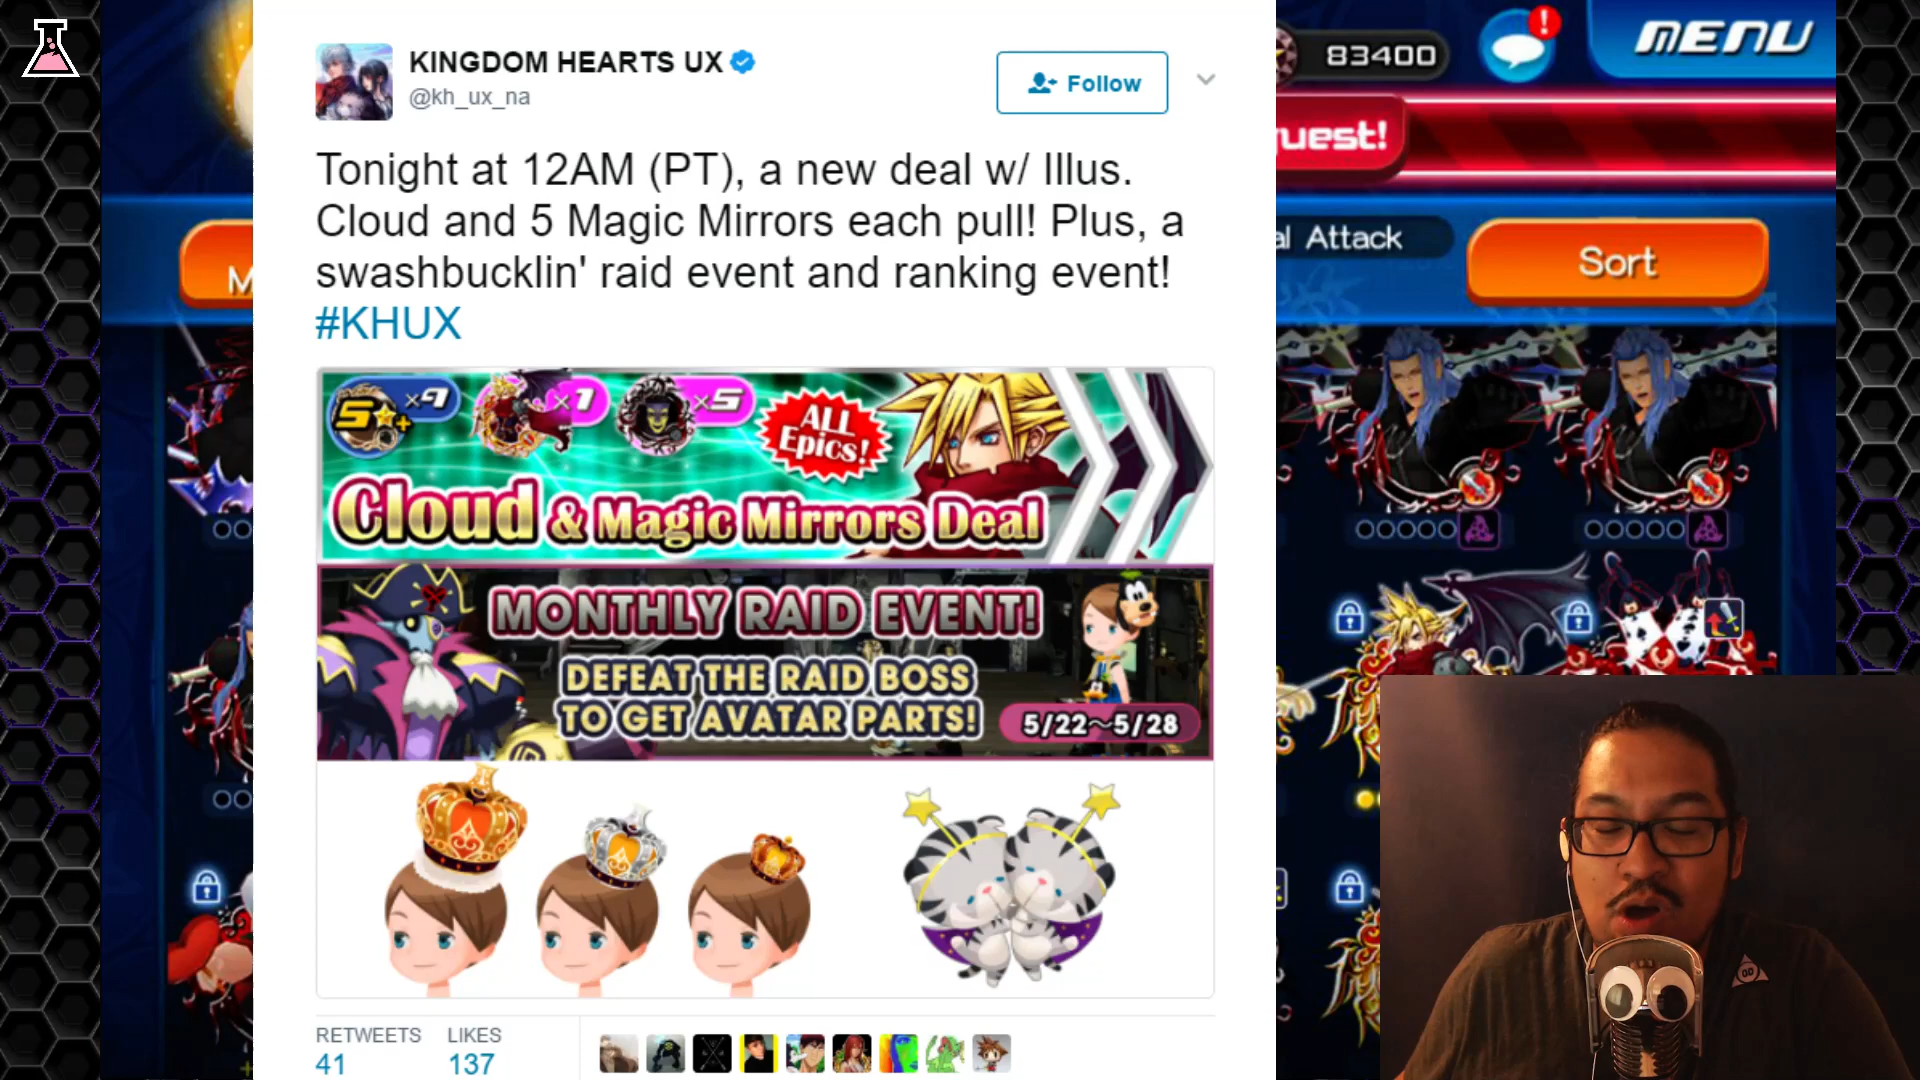 KINGDOM HEARTS UX
@kh_ux_na
Follow
Tonight at 12AM (PT), a new deal w/ Illus.
Cloud and 5 Magic Mirrors each pull! Plus, a
swashbucklin' raid event and ranking event!
#KHUX
5 + x9 x1 x5
ALL
Epics!
Cloud & Magic Mirrors Deal
MONTHLY RAID EVENT!
DEFEAT THE RAID BOSS
TO GET AVATAR PARTS!
5/22~5/28
RETWEETS LIKES
41 137
83400
!
MENU
uest!
al Attack
Sort
M